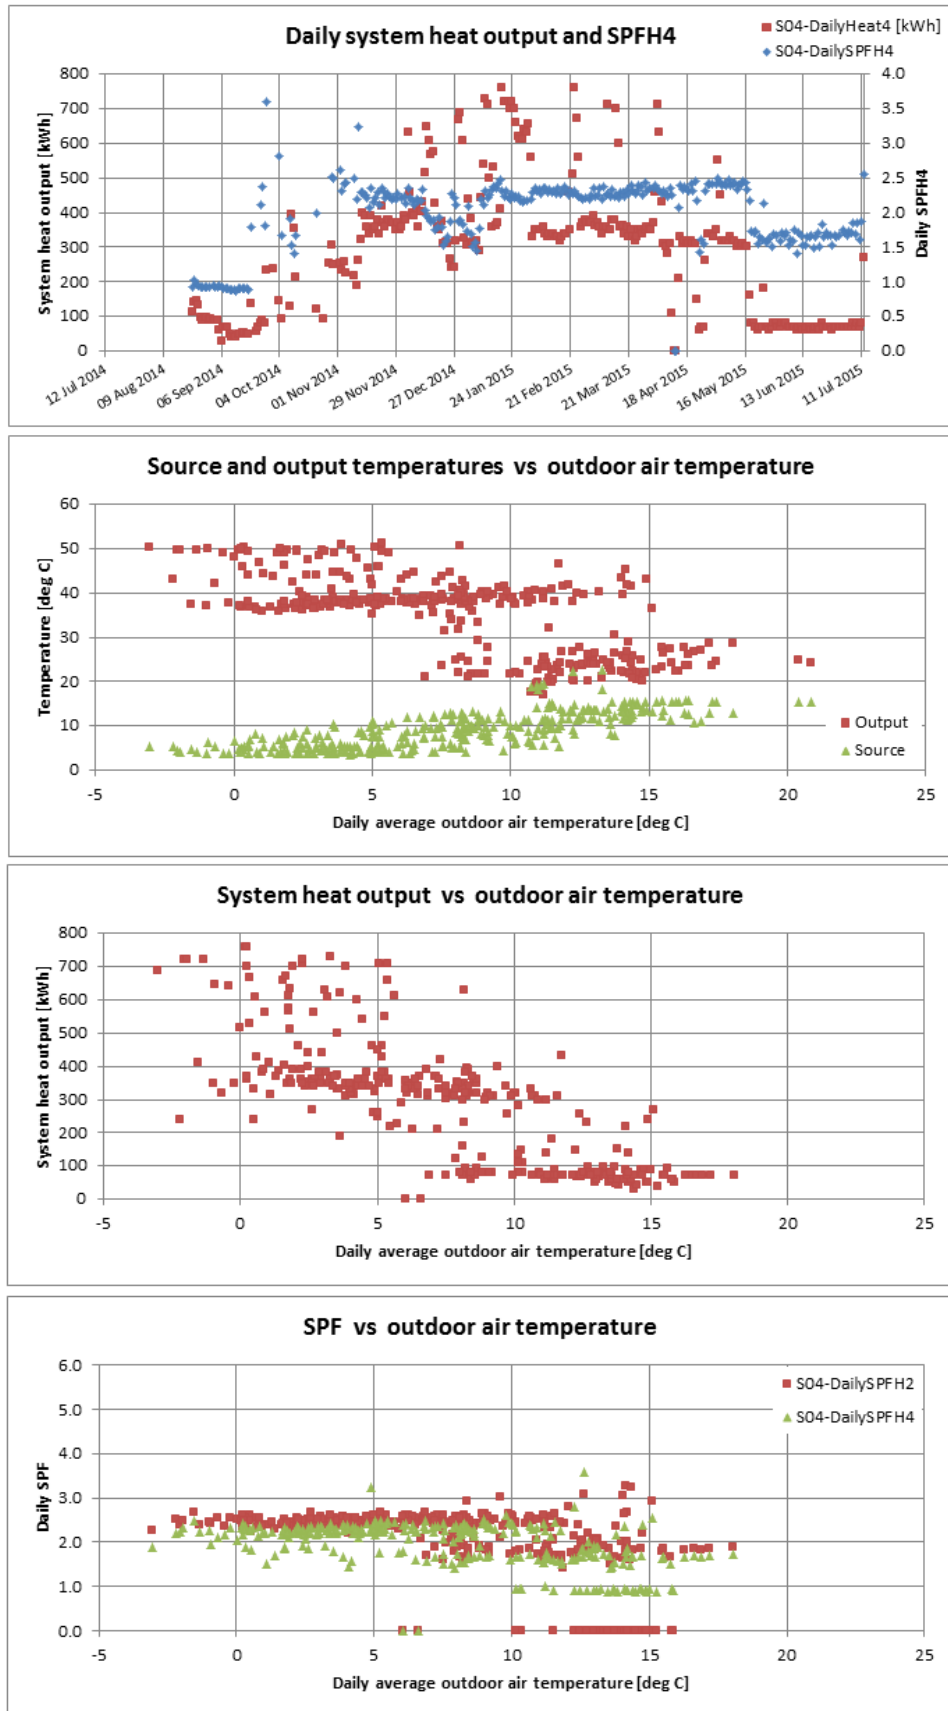 Daily system heat output and SPFH4
S04-DailyHeat4 [kWh]
S04-DailySPFH4
System heat output [kWh]
800
700
600
500
400
300
200
100
0
4.0
3.5
3.0
2.5
2.0
1.5
1.0
0.5
0.0
Daily SPFH4
12 Jul 2014
09 Aug 2014
06 Sep 2014
04 Oct 2014
01 Nov 2014
29 Nov 2014
27 Dec 2014
24 Jan 2015
21 Feb 2015
21 Mar 2015
18 Apr 2015
16 May 2015
13 Jun 2015
11 Jul 2015
Source and output temperatures vs outdoor air temperature
Temperature [deg C]
60
50
40
30
20
10
0
Output
Source
-5 0 5 10 15 20 25
Daily average outdoor air temperature [deg C]
System heat output vs outdoor air temperature
System heat output [kWh]
800
700
600
500
400
300
200
100
0
-5 0 5 10 15 20 25
Daily average outdoor air temperature [deg C]
SPF vs outdoor air temperature
Daily SPF
6.0
5.0
4.0
3.0
2.0
1.0
0.0
S04-DailySPFH2
S04-DailySPFH4
-5 0 5 10 15 20 25
Daily average outdoor air temperature [deg C]